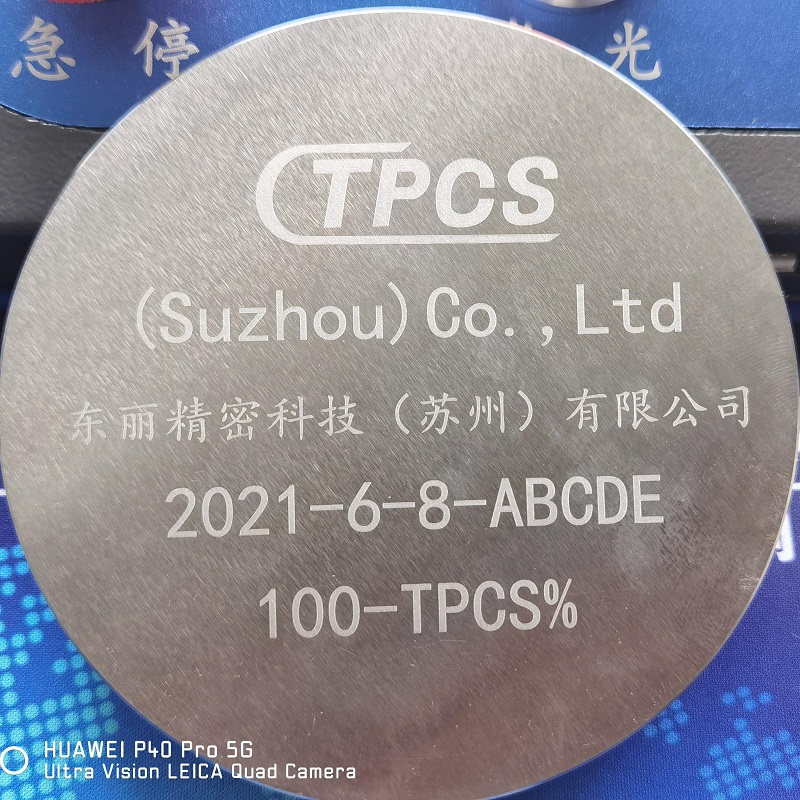 急停
光
TPCS
(Suzhou)Co.,Ltd
东丽精密科技（苏州）有限公司
2021-6-8-ABCDE
100-TPCS%
HUAWEI P40 Pro 5G
Ultra Vision LEICA Quad Camera